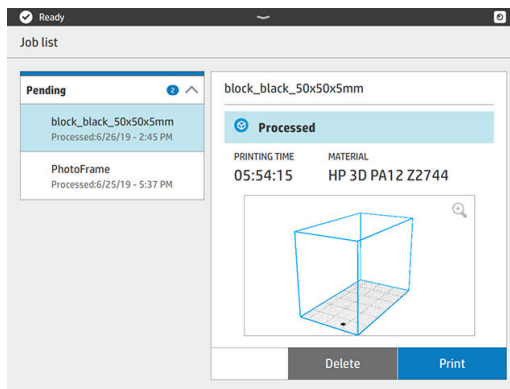 Ready
Job list
Pending 2
block_black_50x50x5mm
Processed:6/26/19 - 2:45 PM
PhotoFrame
Processed:6/25/19 - 5:37 PM
block_black_50x50x5mm
Processed
PRINTING TIME MATERIAL
05:54:15 HP 3D PA12 Z2744
Delete Print